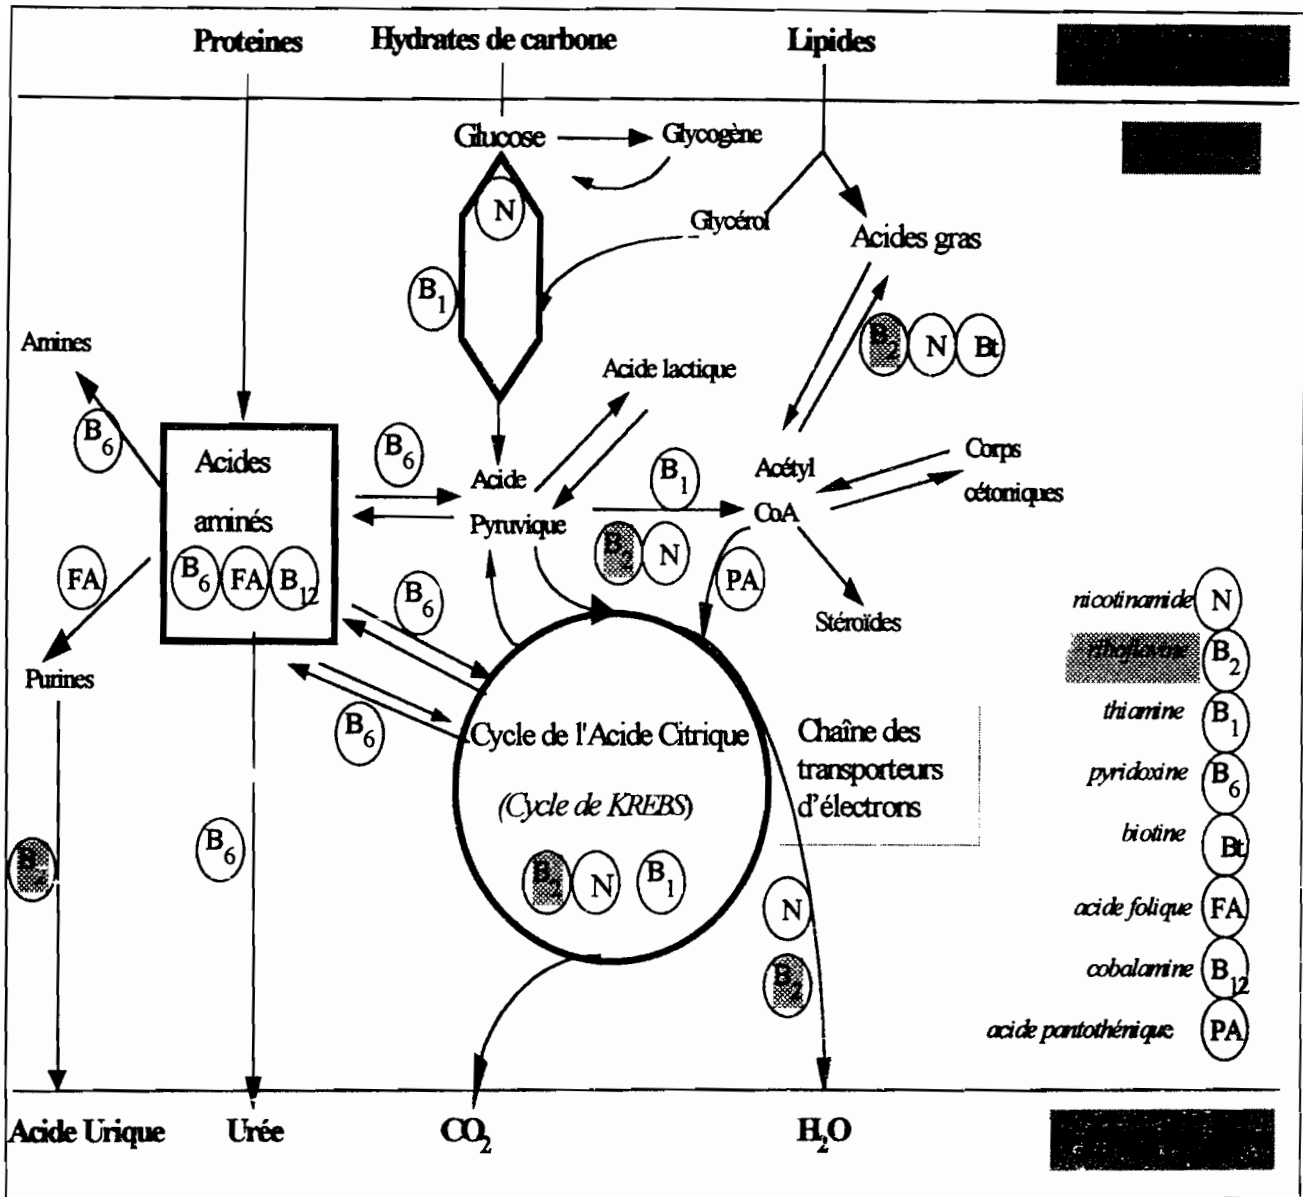 Proteines
Hydrates de carbone
Lipides
Glucose
Glycogène
N
Glycérol
Acides gras
B1
Amines
B2 N Bt
Acide lactique
B6
Acides
aminés
B6 FA B12
B6
Acide
Pyruvique
B1
B2 N
Acétyl
CoA
Corps
cétoniques
FA
PA
B6
Stéroïdes
Purines
B6
Cycle de l'Acide Citrique
(Cycle de KREBS)
B2 N B1
Chaîne des
transporteurs
d'électrons
B6
N
B2
nicotinamide N
riboflavine B2
thiamine B1
pyridoxine B6
biotine Bt
acide folique FA
cobalamine B12
acide pantothénique PA
Acide Urique
Urée
CO2
H2O